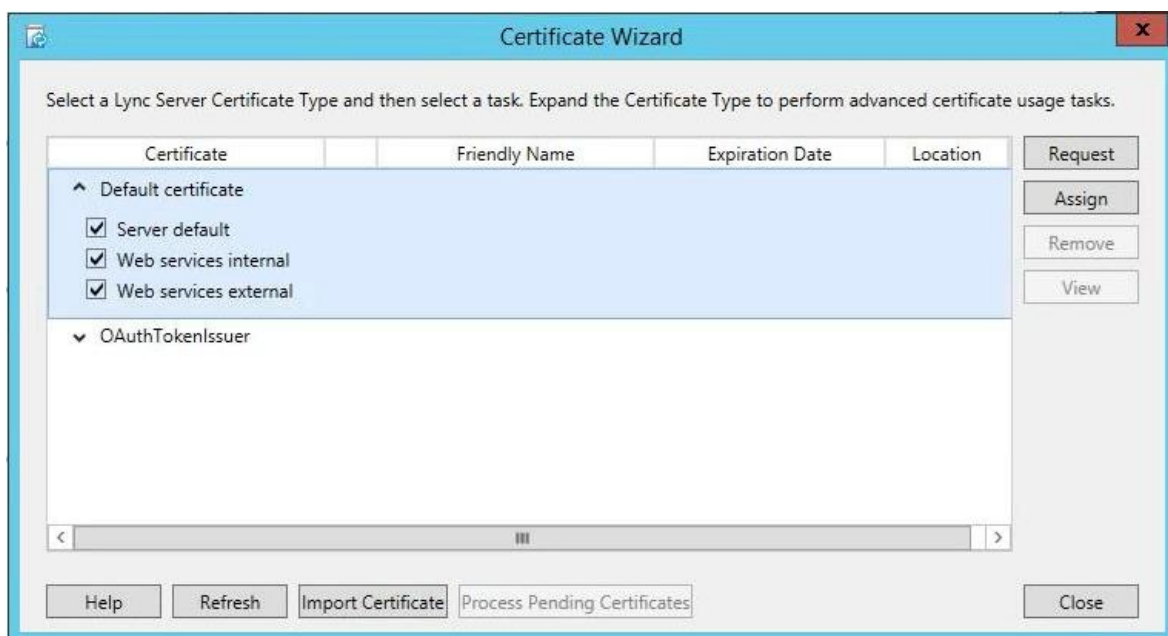 Certificate Wizard
x
Select a Lync Server Certificate Type and then select a task. Expand the Certificate Type to perform advanced certificate usage tasks.
Certificate Friendly Name Expiration Date Location
Request
Default certificate
Assign
Server default
Remove
Web services internal
View
Web services external
OAuthTokenIssuer
Help Refresh Import Certificate Process Pending Certificates Close